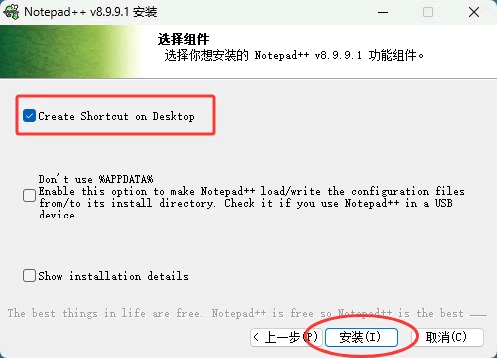 Notepad++ v8.9.9.1 安装
选择组件
选择你想安装的 Notepad++ v8.9.9.1 功能组件。
Create Shortcut on Desktop
Don't use %APPDATA%
Enable this option to make Notepad++ load/write the configuration files
from/to its install directory. Check it if you use Notepad++ in a USB
device.
Show installation details
The best things in life are free. Notepad++ is free so Notepad++ is the best
< 上一步(P) 安装(I) 取消(C)